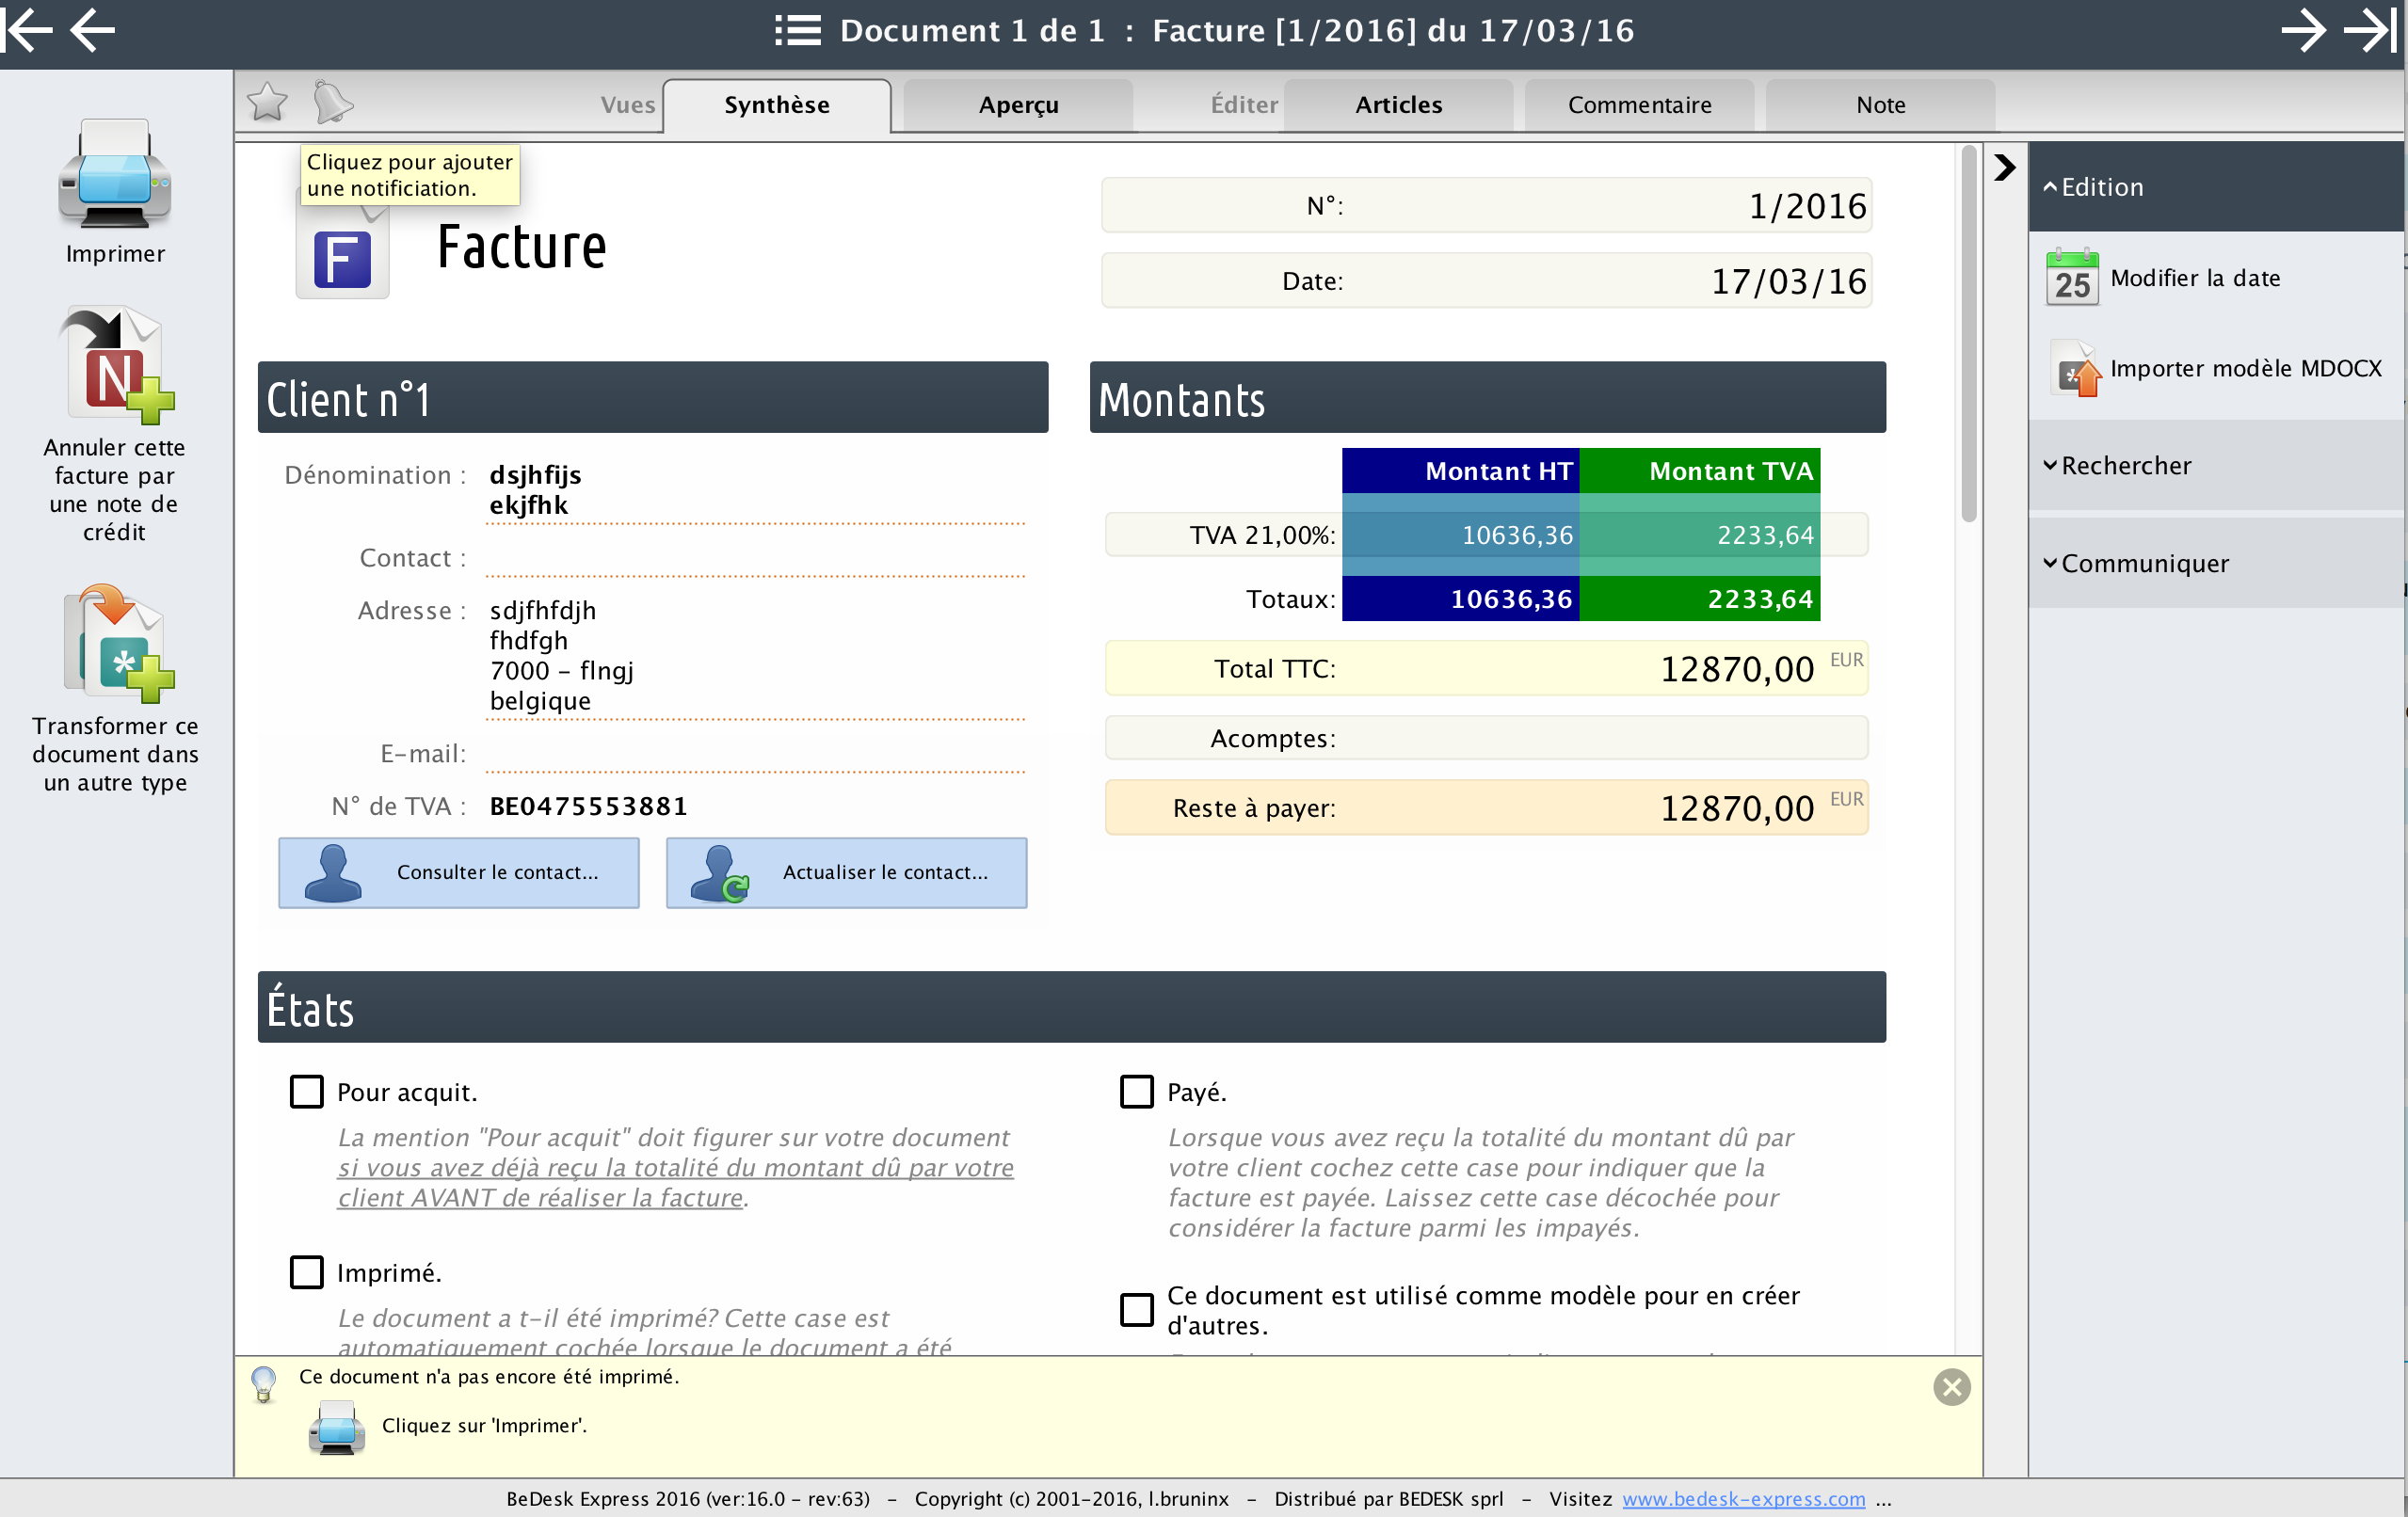 Document 1 de 1  :  Facture [1/2016] du 17/03/16
Vues
Synthèse
Aperçu
Éditer
Articles
Commentaire
Note
Imprimer
Annuler cette
facture par
une note de
crédit
Transformer ce
document dans
un autre type
Cliquez pour ajouter
une notificiation.
F
Facture
N°: 1/2016
Date: 17/03/16
Client n°1
Dénomination : dsjhfijs
ekjfhk
Contact :
Adresse : sdjfhfdjh
fhdfgh
7000 - flngj
belgique
E-mail:
N° de TVA : BE0475553881
Consulter le contact...
Actualiser le contact...
Montants
Montant HT Montant TVA
TVA 21,00%: 10636,36 2233,64
Totaux: 10636,36 2233,64
Total TTC: 12870,00 EUR
Acomptes:
Reste à payer: 12870,00 EUR
États
Pour acquit.
La mention "Pour acquit" doit figurer sur votre document
si vous avez déjà reçu la totalité du montant dû par votre
client AVANT de réaliser la facture.
Imprimé.
Le document a t-il été imprimé? Cette case est
automatiquement cochée lorsque le document a été
Payé.
Lorsque vous avez reçu la totalité du montant dû par
votre client cochez cette case pour indiquer que la
facture est payée. Laissez cette case décochée pour
considérer la facture parmi les impayés.
Ce document est utilisé comme modèle pour en créer
d'autres.
Edition
25
Modifier la date
Importer modèle MDOCX
Rechercher
Communiquer
N
*
Ce document n'a pas encore été imprimé.
Cliquez sur 'Imprimer'.
BeDesk Express 2016 (ver:16.0 - rev:63)  -  Copyright (c) 2001-2016, l.bruninx  -  Distribué par BEDESK sprl  -  Visitez www.bedesk-express.com ...